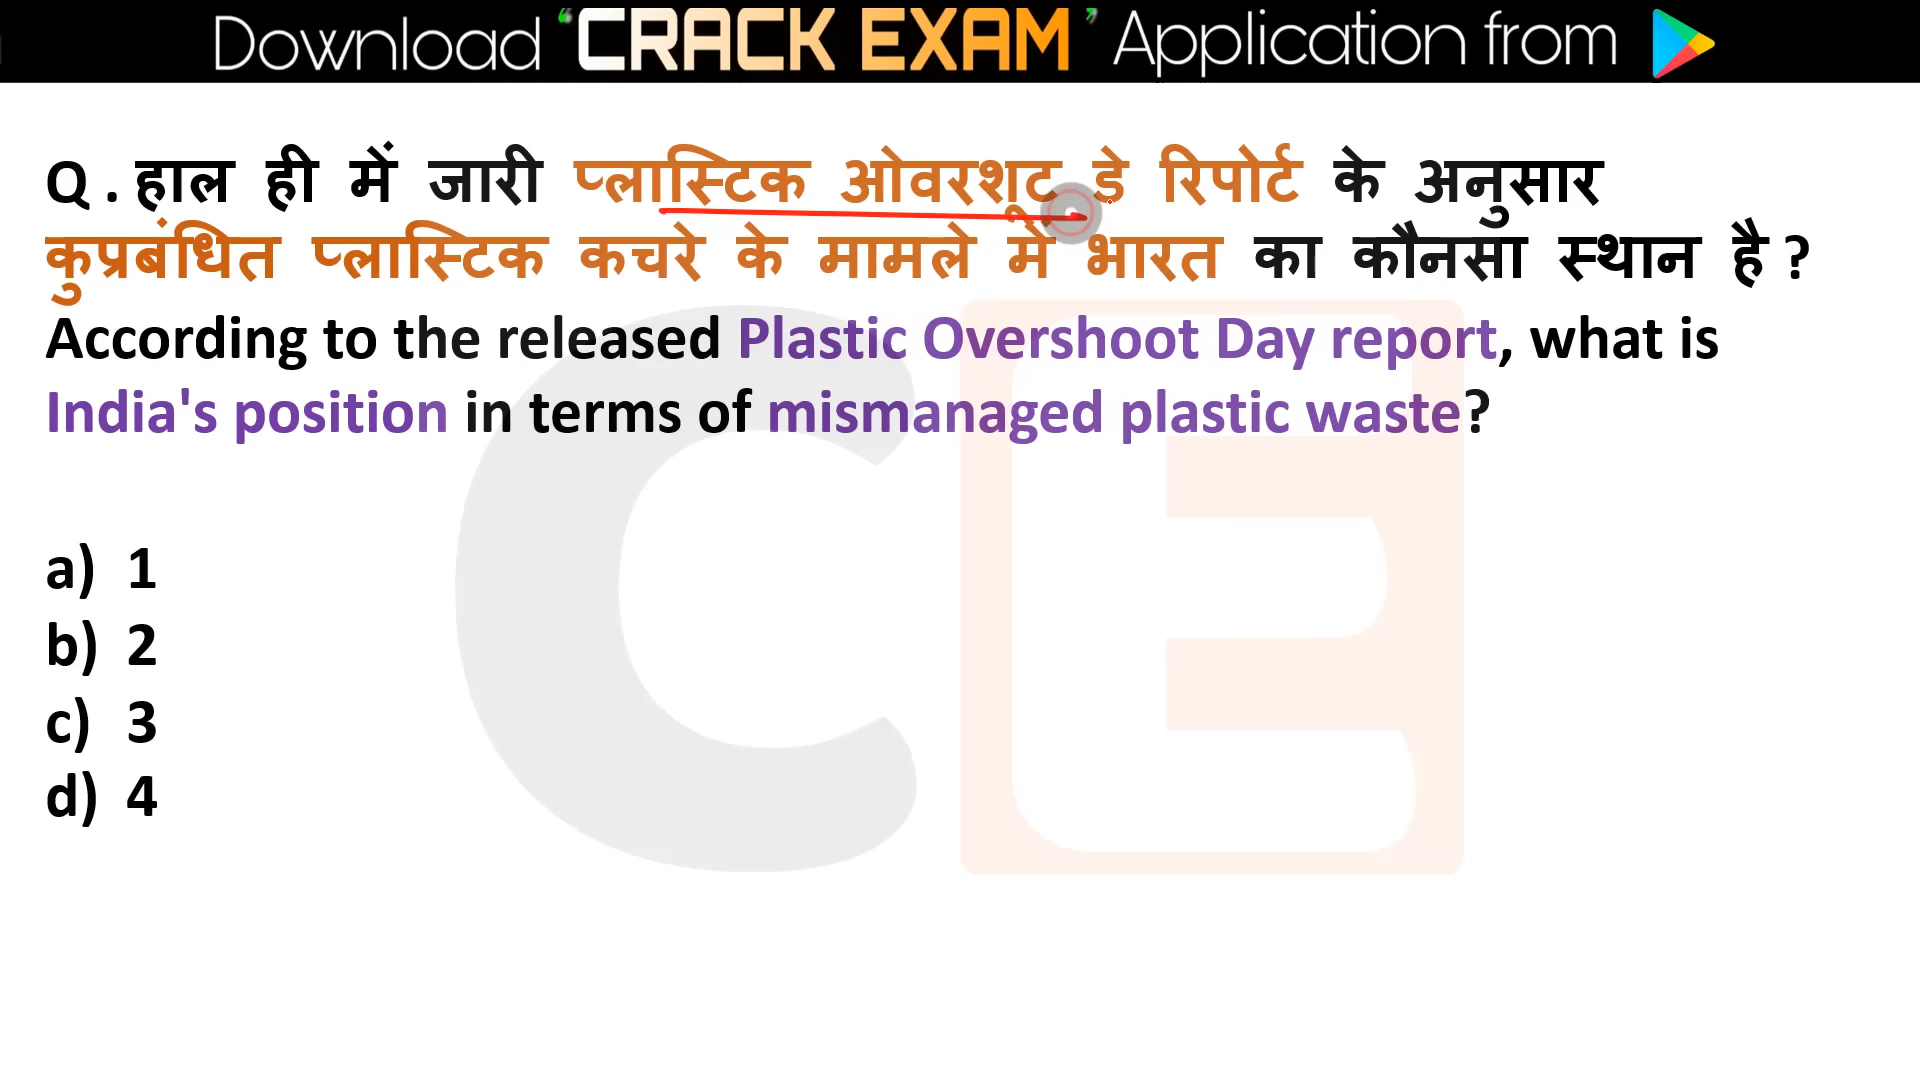 Download ‘CRACK EXAM’ Application from
Q . हाल ही में जारी प्लास्टिक ओवरशूट डे रिपोर्ट के अनुसार
कुप्रबंधित प्लास्टिक कचरे के मामले में भारत का कौनसा स्थान है ?
According to the released Plastic Overshoot Day report, what is
India's position in terms of mismanaged plastic waste?
a) 1
b) 2
c) 3
d) 4
CE